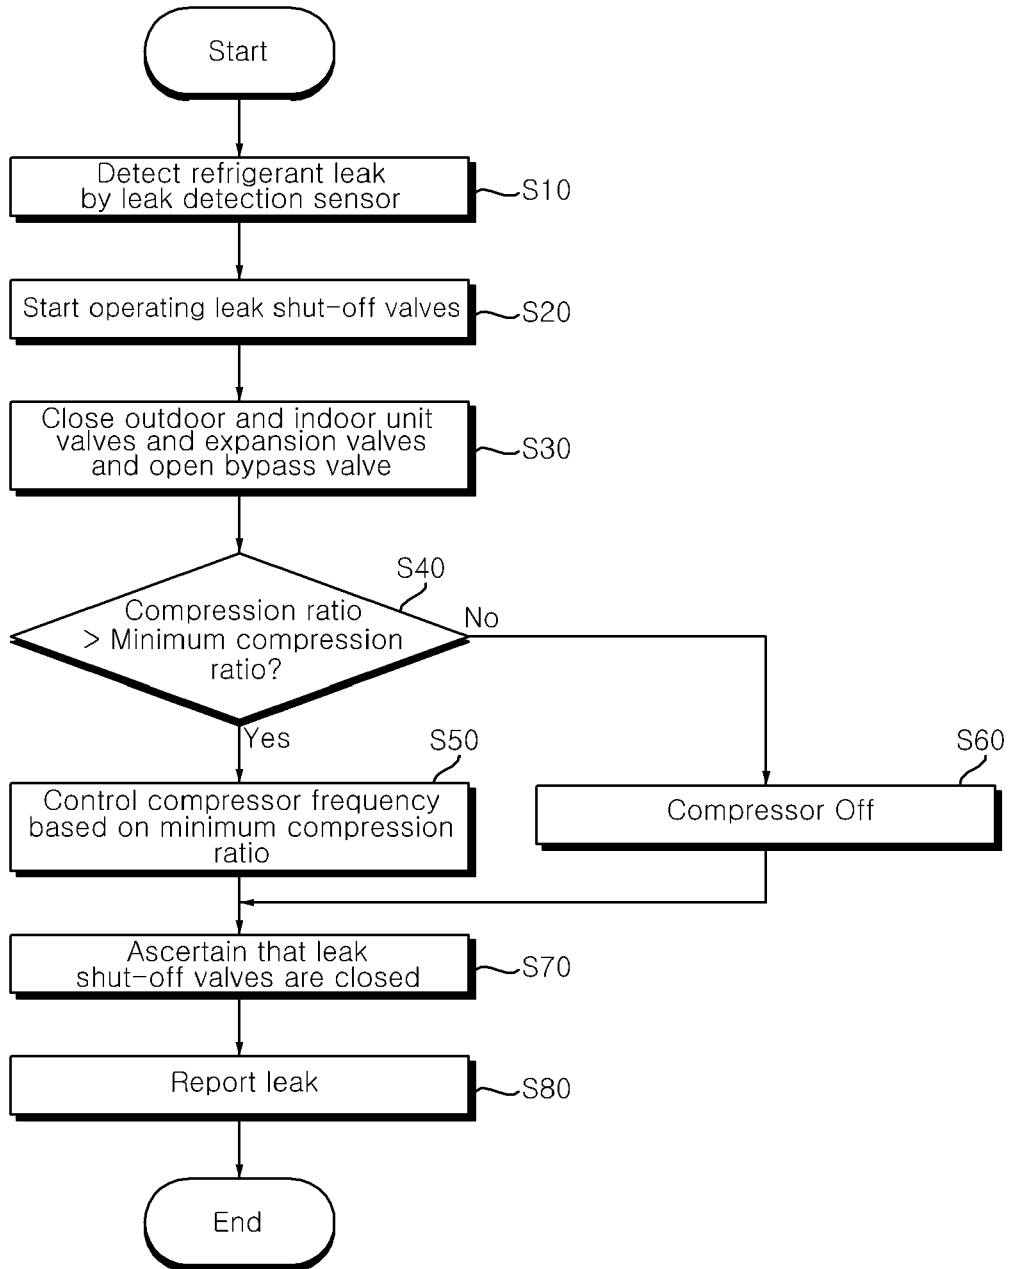 Start
Detect refrigerant leak
by leak detection sensor
S10
Start operating leak shut-off valves
S20
Close outdoor and indoor unit
valves and expansion valves
and open bypass valve
S30
S40
Compression ratio
> Minimum compression
ratio?
No
Yes
S50
Control compressor frequency
based on minimum compression
ratio
S60
Compressor Off
Ascertain that leak
shut-off valves are closed
S70
Report leak
S80
End